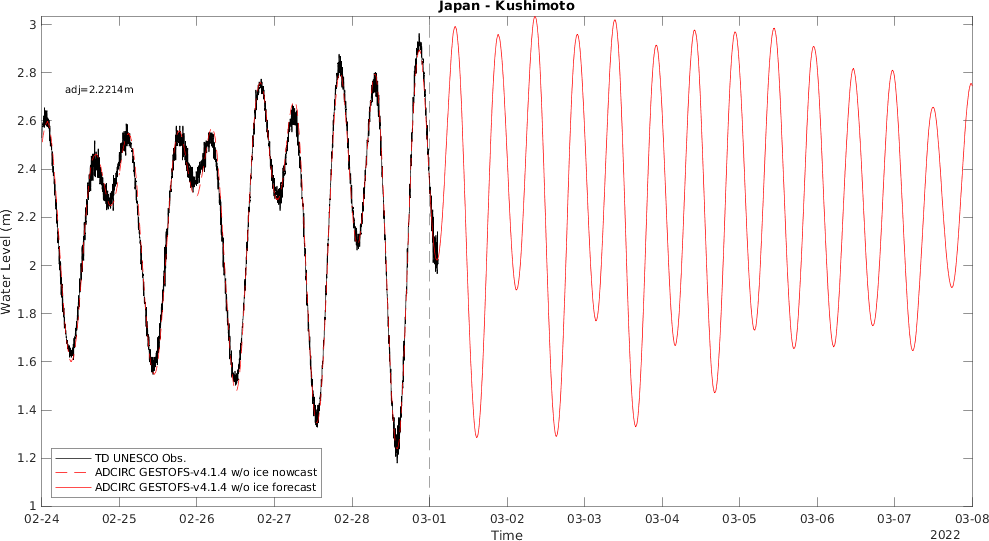 Japan - Kushimoto
3
2.8
adj=2.2214m
2.6
2.4
2.2
2
1.8
1.6
1.4
1.2
1
Water Level (m)
TD UNESCO Obs.
ADCIRC GESTOFS-v4.1.4 w/o ice nowcast
ADCIRC GESTOFS-v4.1.4 w/o ice forecast
02-24 02-25 02-26 02-27 02-28 03-01 03-02 03-03 03-04 03-05 03-06 03-07 03-08
Time
2022